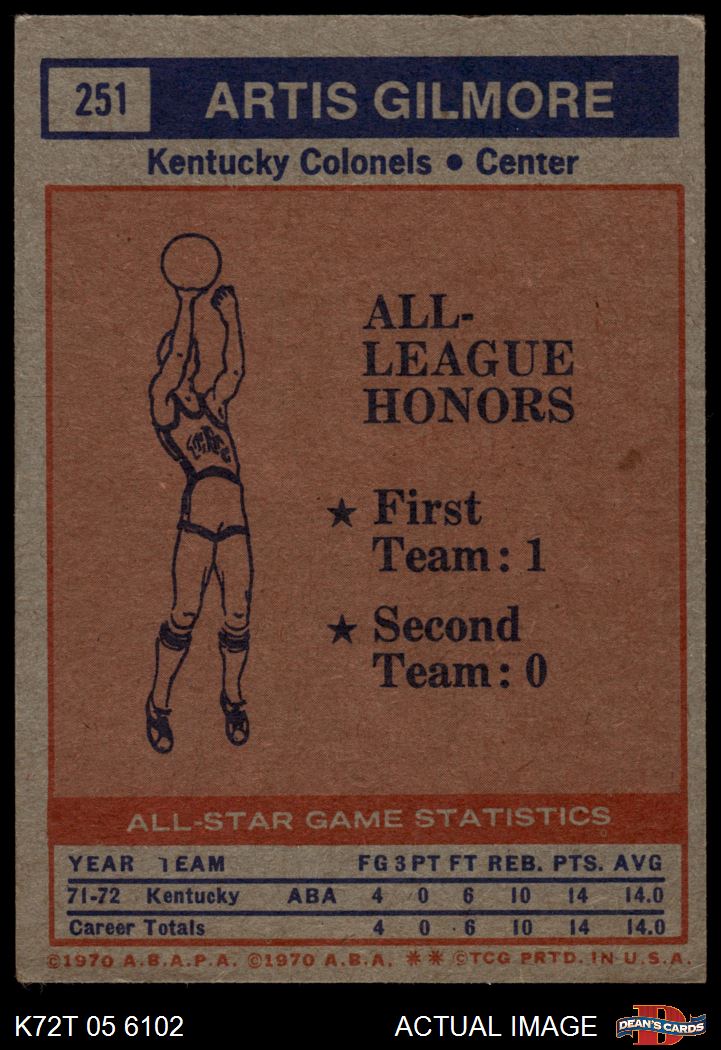 251 ARTIS GILMORE
Kentucky Colonels • Center
ALL-
LEAGUE
HONORS
★ First
Team: 1
★ Second
Team: 0
ALL-STAR GAME STATISTICS
YEAR TEAM FG 3PT FT REB. PTS. AVG
71-72 Kentucky ABA 4 0 6 10 14 14.0
Career Totals 4 0 6 10 14 14.0
©1970 A.B.A.P.A. ©1970 A.B.A. ** ©TCG PRTD. IN U.S.A.
K72T 05 6102 ACTUAL IMAGE DEAN'S CARDS